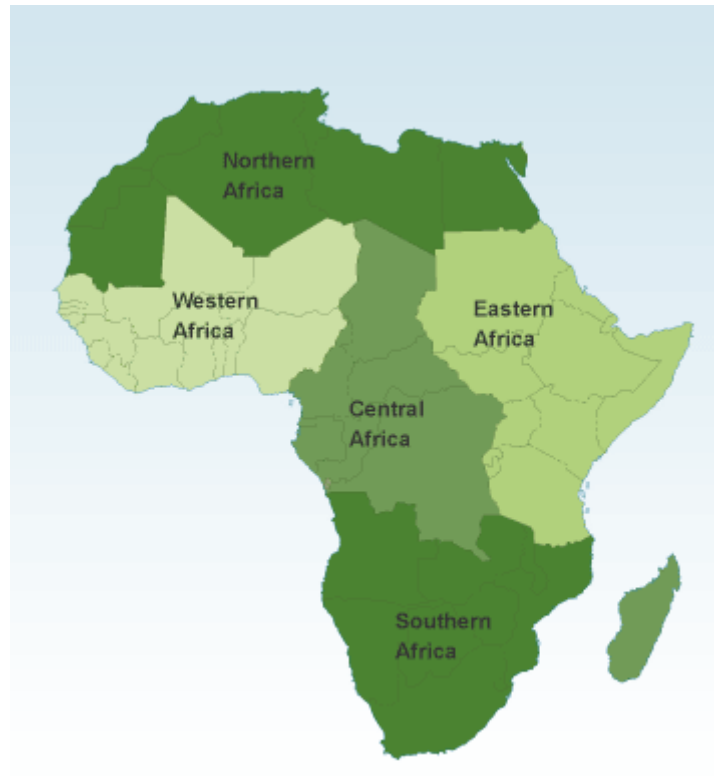 Northern
Africa
Western
Africa
Eastern
Africa
Central
Africa
Southern
Africa